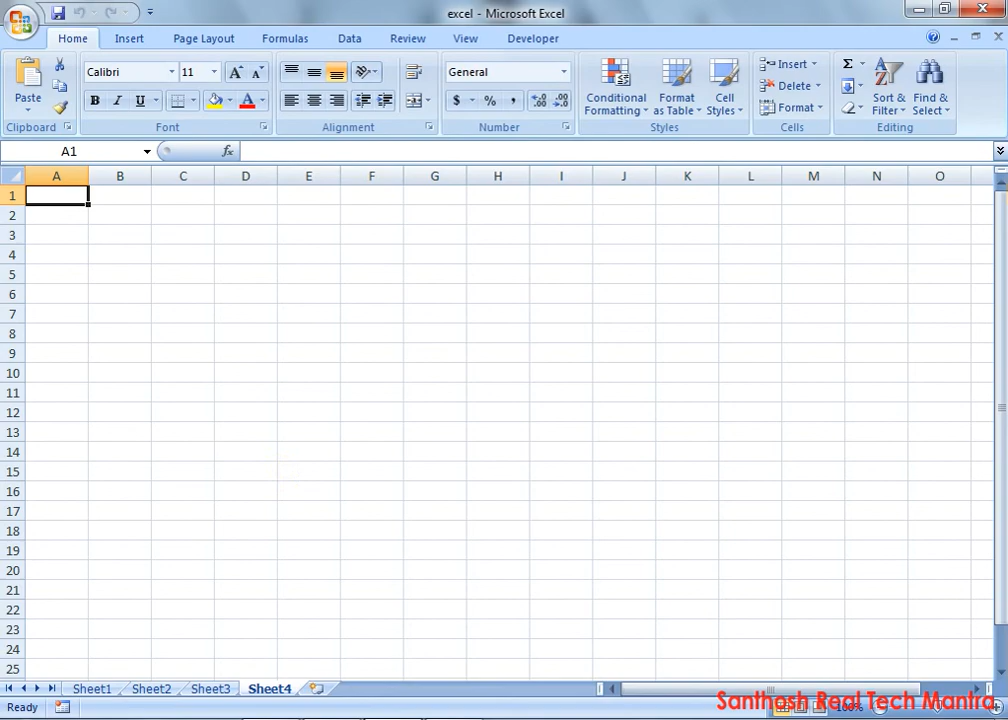 excel - Microsoft Excel
Home Insert Page Layout Formulas Data Review View Developer
Calibri 11 General Insert
Paste B I U $ % , Conditional Formatting Format as Table Cell Styles Delete Format Σ Sort & Filter Find & Select
Clipboard Font Alignment Number Styles Cells Editing
A1 fx
A B C D E F G H I J K L M N O
1
2
3
4
5
6
7
8
9
10
11
12
13
14
15
16
17
18
19
20
21
22
23
24
25
Sheet1 Sheet2 Sheet3 Sheet4
Ready 100%
Santhosh Real Tech Mantra